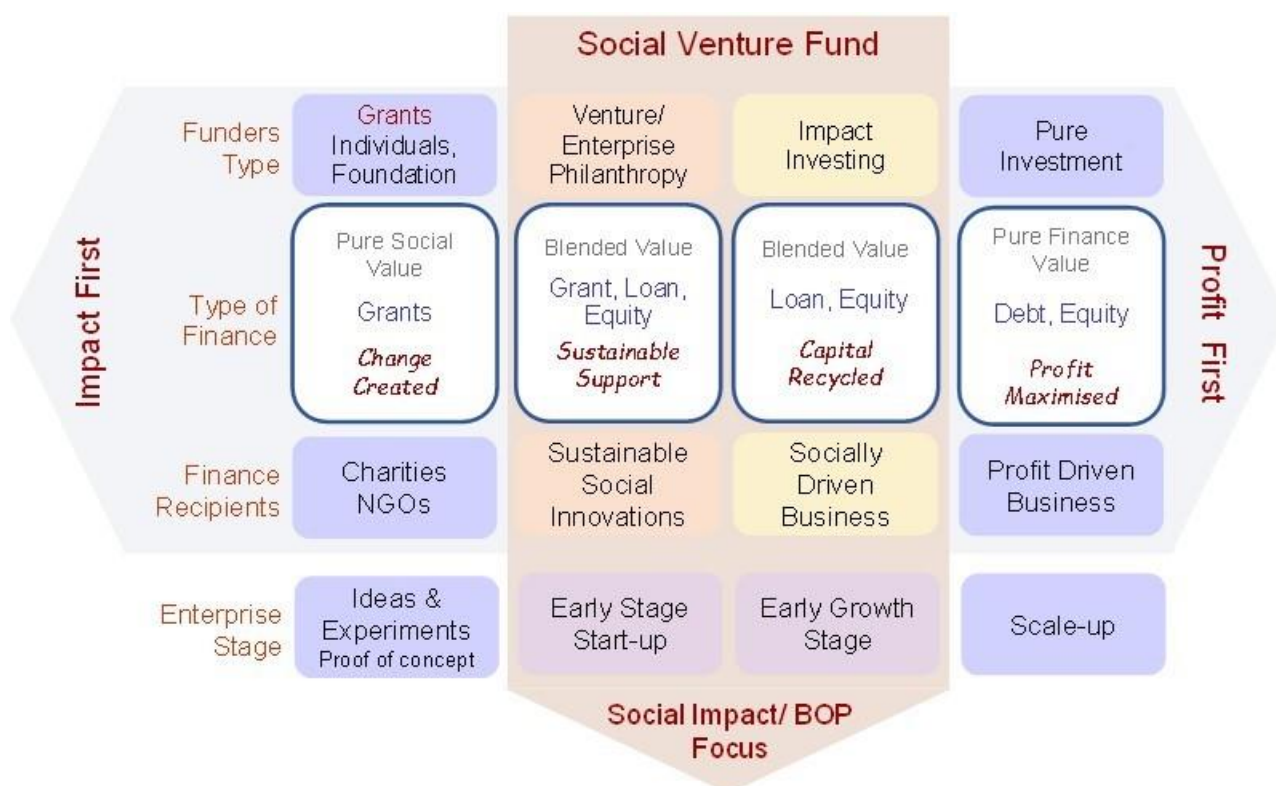 Social Venture Fund
Funders
Type
Grants
Individuals,
Foundation
Venture/
Enterprise
Philanthropy
Impact
Investing
Pure
Investment
Impact First
Type of
Finance
Pure Social
Value
Grants
Change
Created
Blended Value
Grant, Loan,
Equity
Sustainable
Support
Blended Value
Loan, Equity
Capital
Recycled
Pure Finance
Value
Debt, Equity
Profit
Maximised
Profit First
Finance
Recipients
Charities
NGOs
Sustainable
Social
Innovations
Socially
Driven
Business
Profit Driven
Business
Enterprise
Stage
Ideas &
Experiments
Proof of concept
Early Stage
Start-up
Early Growth
Stage
Scale-up
Social Impact/ BOP
Focus